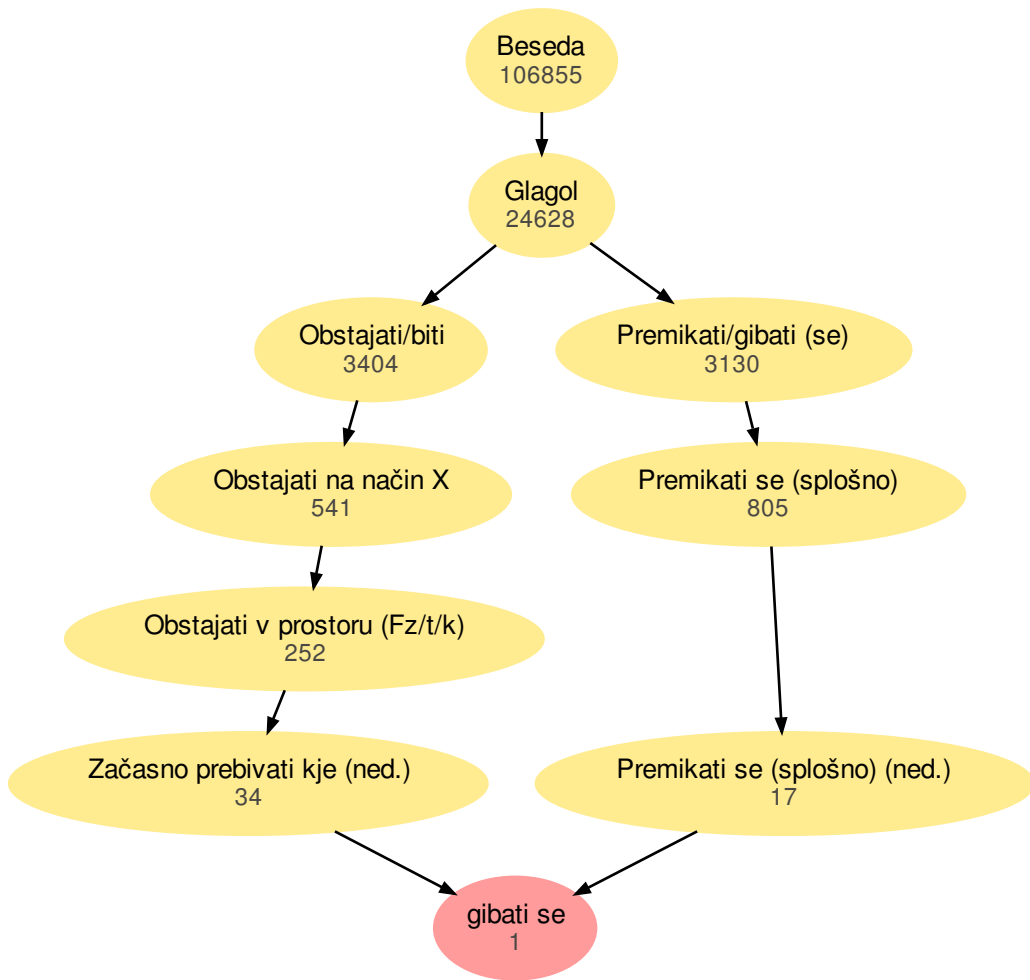 Beseda
106855
Glagol
24628
Obstajati/biti
3404
Premikati/gibati (se)
3130
Obstajati na način X
541
Premikati se (splošno)
805
Obstajati v prostoru (Fz/t/k)
252
Začasno prebivati kje (ned.)
34
Premikati se (splošno) (ned.)
17
gibati se
1